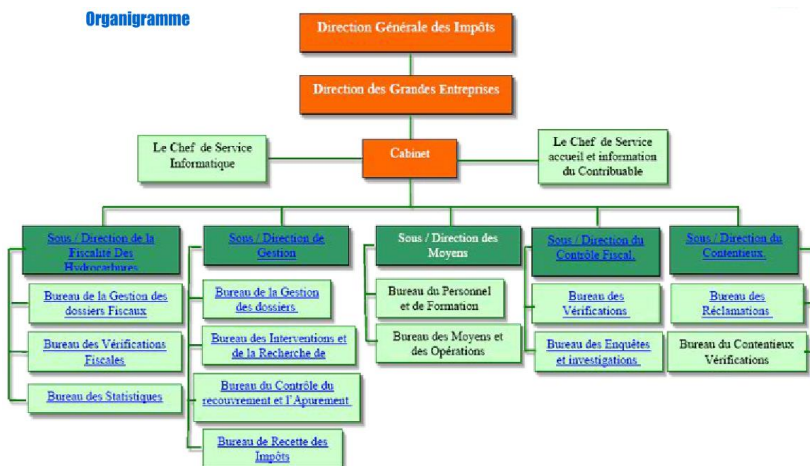 Organigramme
Direction Générale des Impôts
Direction des Grandes Entreprises
Le Chef de Service
Informatique
Cabinet
Le Chef de Service
accueil et information
du Contribuable
Sous / Direction de la
Fiscalité Des
Hydrocarbures
Sous / Direction de
Gestion
Sous / Direction des
Moyens
Sous / Direction du
Contrôle Fiscal.
Sous / Direction du
Contentieux.
Bureau de la Gestion des
dossiers Fiscaux
Bureau de la Gestion
des dossiers.
Bureau du Personnel
et de Formation
Bureau des
Vérifications
Bureau des
Réclamations
Bureau des Vérifications
Fiscales
Bureau des Interventions et
de la Recherche de
Bureau des Moyens et
des Opérations
Bureau des Enquêtes
et investigations.
Bureau du Contentieux
Vérifications
Bureau des Statistiques
Bureau du Contrôle du
recouvrement et l'Apurement
Bureau de Recette des
Impôts